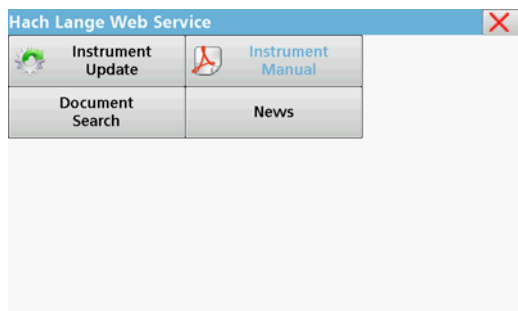 Hach Lange Web Service
Instrument
Update
Instrument
Manual
Document
Search
News